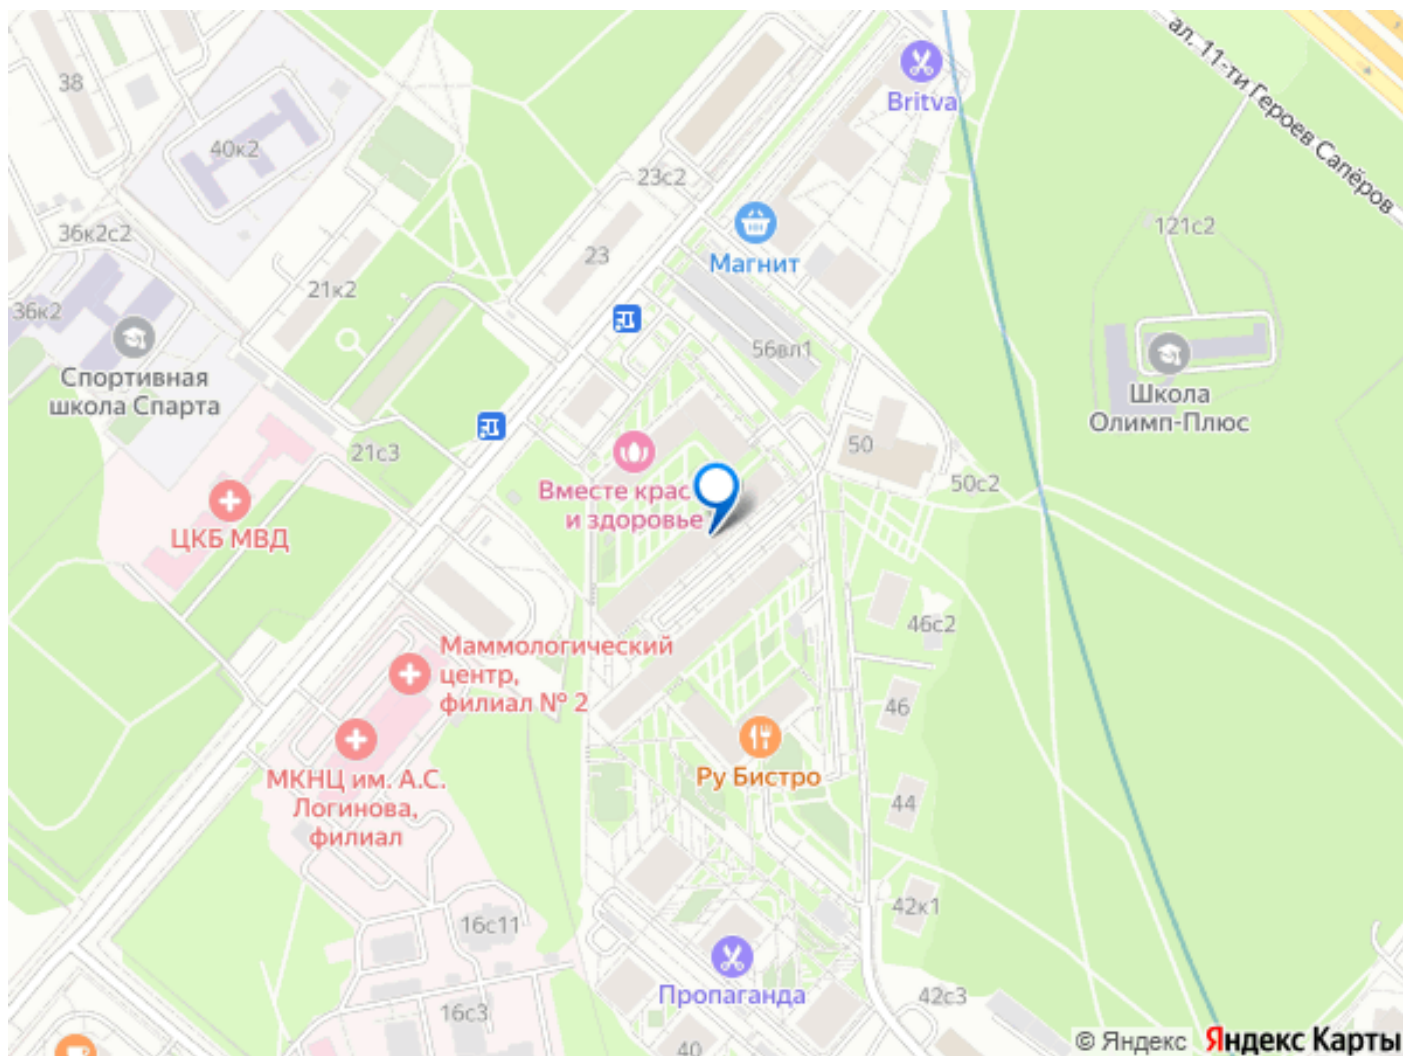 ал. 11-ти Героев Сапёров
38
Britva
40к2
23с2
36к2с2
121с2
23
Магнит
21к2
36к2
56вл1
Спортивная
школа Спарта
Школа
Олимп-Плюс
50
21с3
50с2
Вместе крас
и здоровье
ЦКБ МВД
46с2
Маммологический
центр,
филиал № 2
46
Ру Бистро
МКНЦ им. А.С.
Логинова,
филиал
44
42к1
16с11
Пропаганда
42с3
16с3
40
© Яндекс Яндекс Карты